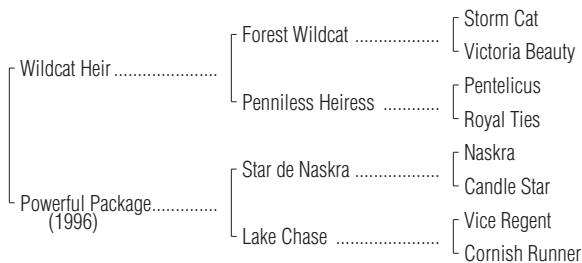 Storm Cat
Forest Wildcat ..................
Victoria Beauty
Wildcat Heir ......................
Pentelicus
Penniless Heiress ............
Royal Ties
Naskra
Star de Naskra ..................
Candle Star
Powerful Package..............
(1996)
Vice Regent
Lake Chase ......................
Cornish Runner